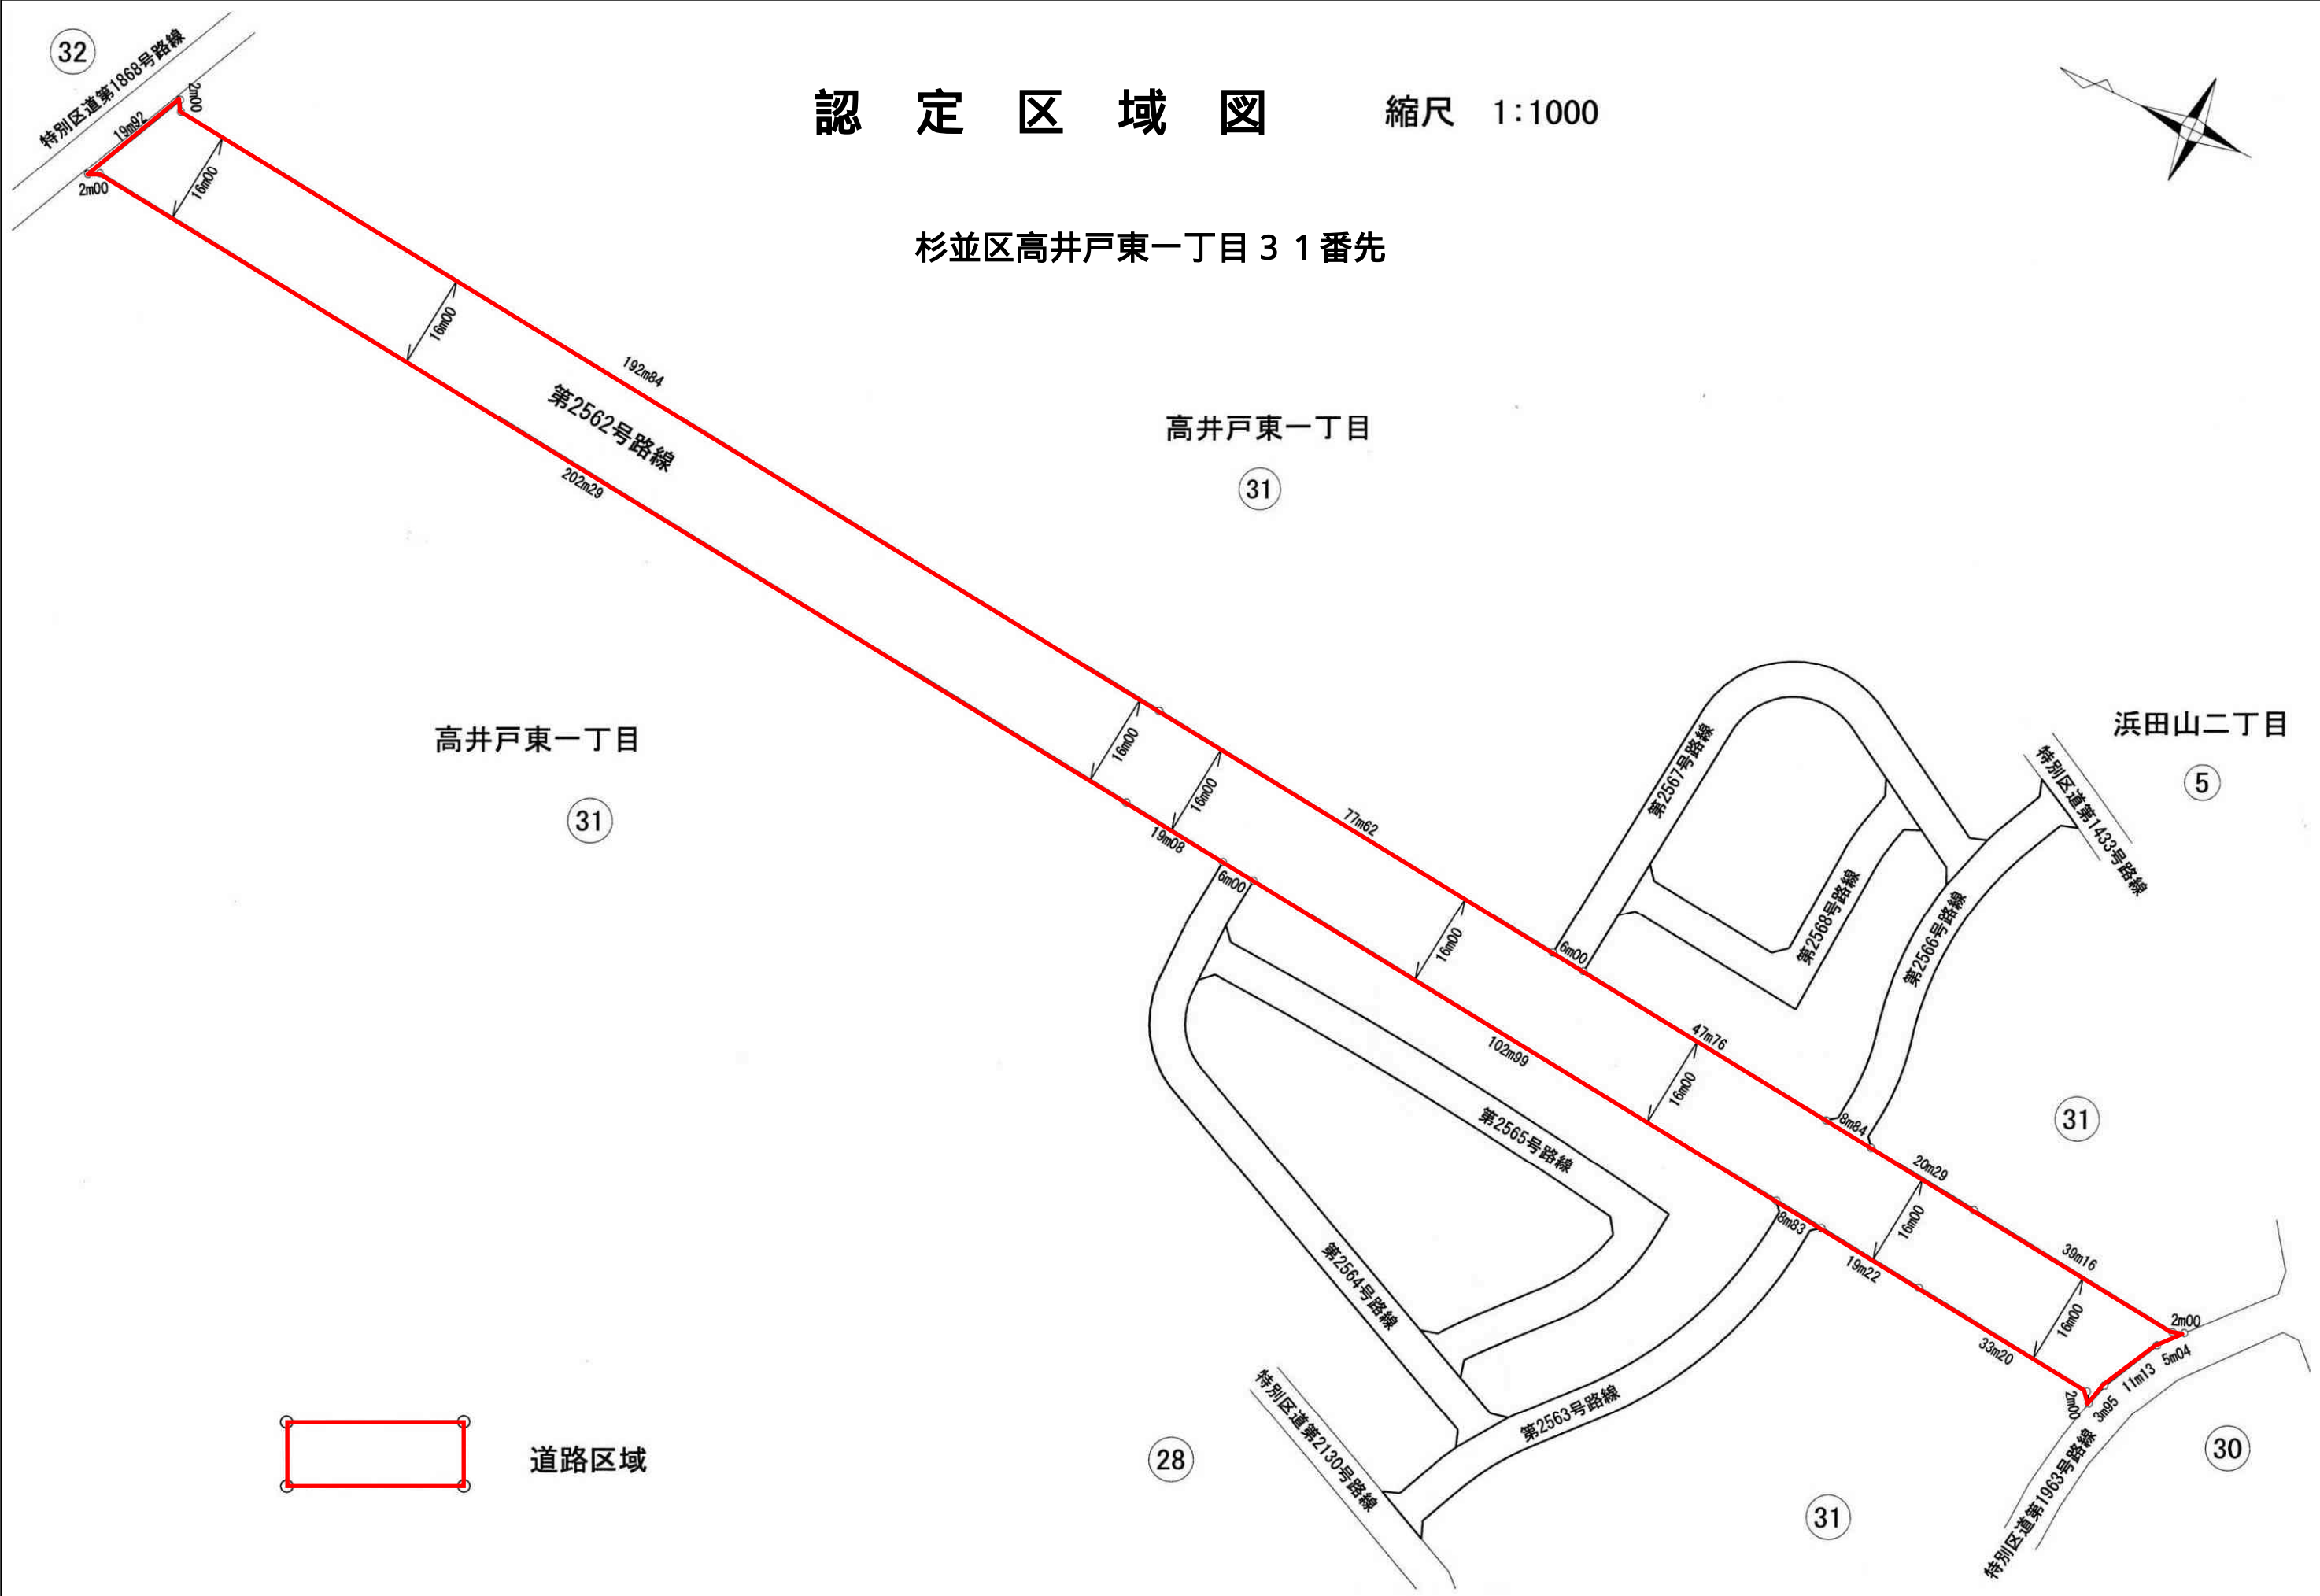 32
特別区道第1868号路線
2m00
19m92
2m00
16m00
認定区域図 縮尺 1:1000
杉並区高井戸東一丁目31番先
16m00
192m84
第2562号路線
202m29
高井戸東一丁目
31
高井戸東一丁目
31
16m00
16m00
19m08
6m00
77m62
16m00
第2567号路線
第2568号路線
第2566号路線
浜田山二丁目
5
特別区道第1433号路線
6m00
47m76
102m99
16m00
8m84
20m29
31
第2565号路線
8m83
16m00
19m22
39m16
16m00
33m20
2m00
5m04
11m13
3m95
2m00
第2564号路線
第2563号路線
特別区道第2130号路線
特別区道第1963号路線
28
31
30
道路区域